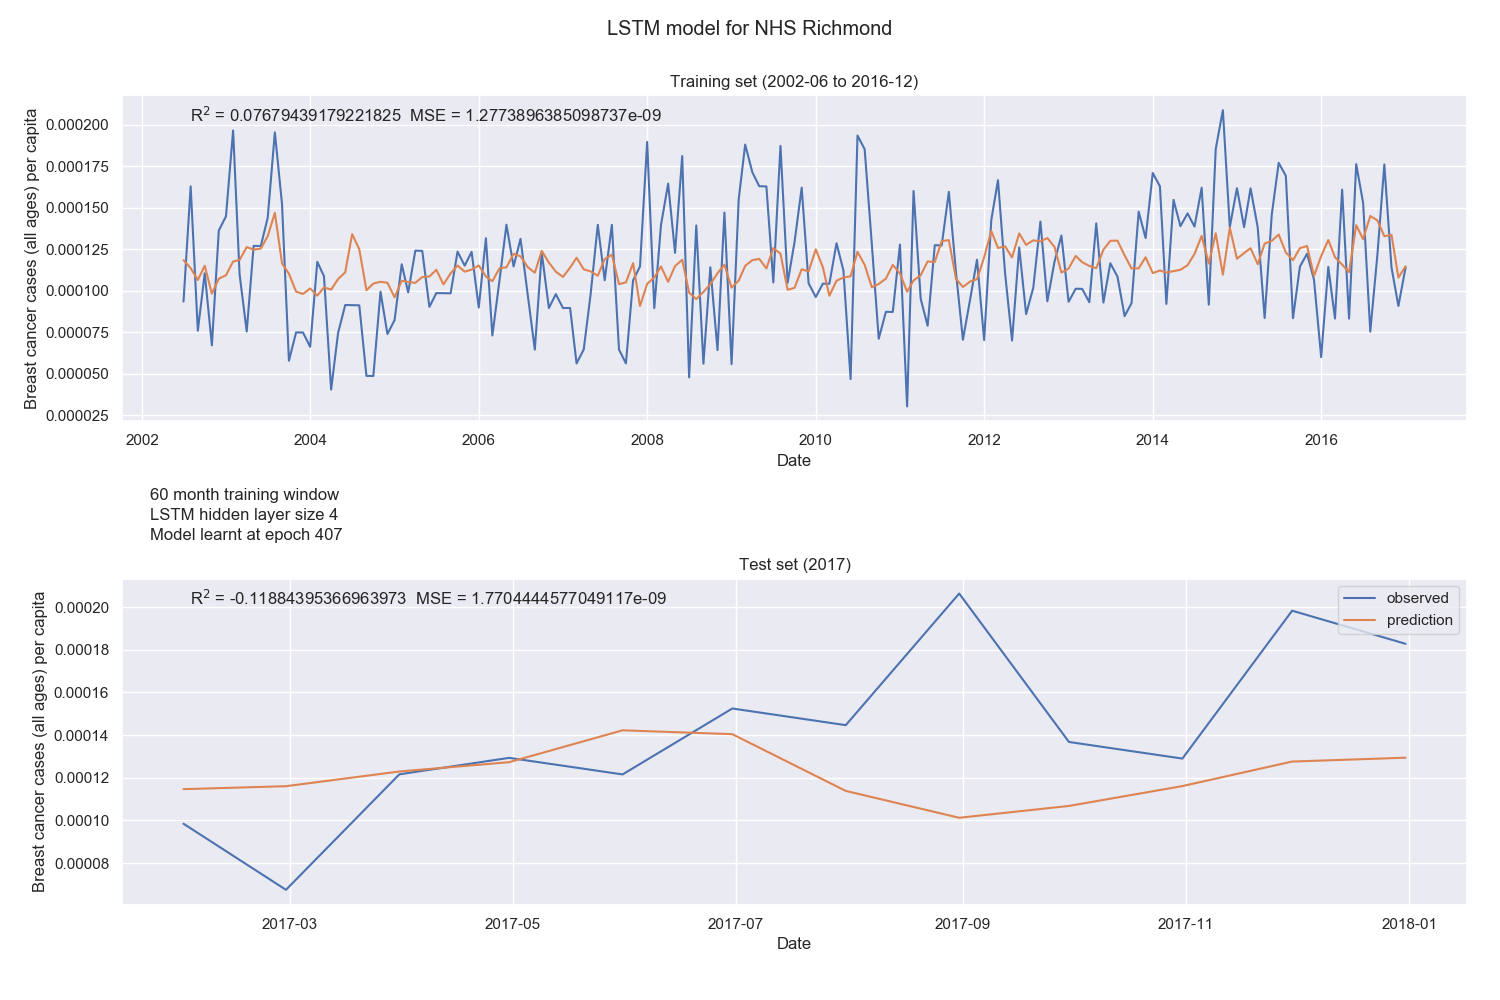 LSTM model for NHS Richmond
Training set (2002-06 to 2016-12)
R² = 0.07679439179221825  MSE = 1.2773896385098737e-09
Breast cancer cases (all ages) per capita
0.000200
0.000175
0.000150
0.000125
0.000100
0.000075
0.000050
0.000025
2002 2004 2006 2008 2010 2012 2014 2016
Date
60 month training window
LSTM hidden layer size 4
Model learnt at epoch 407
Test set (2017)
R² = -0.11884395366963973  MSE = 1.7704444577049117e-09
observed
prediction
Breast cancer cases (all ages) per capita
0.00020
0.00018
0.00016
0.00014
0.00012
0.00010
0.00008
2017-03 2017-05 2017-07 2017-09 2017-11 2018-01
Date